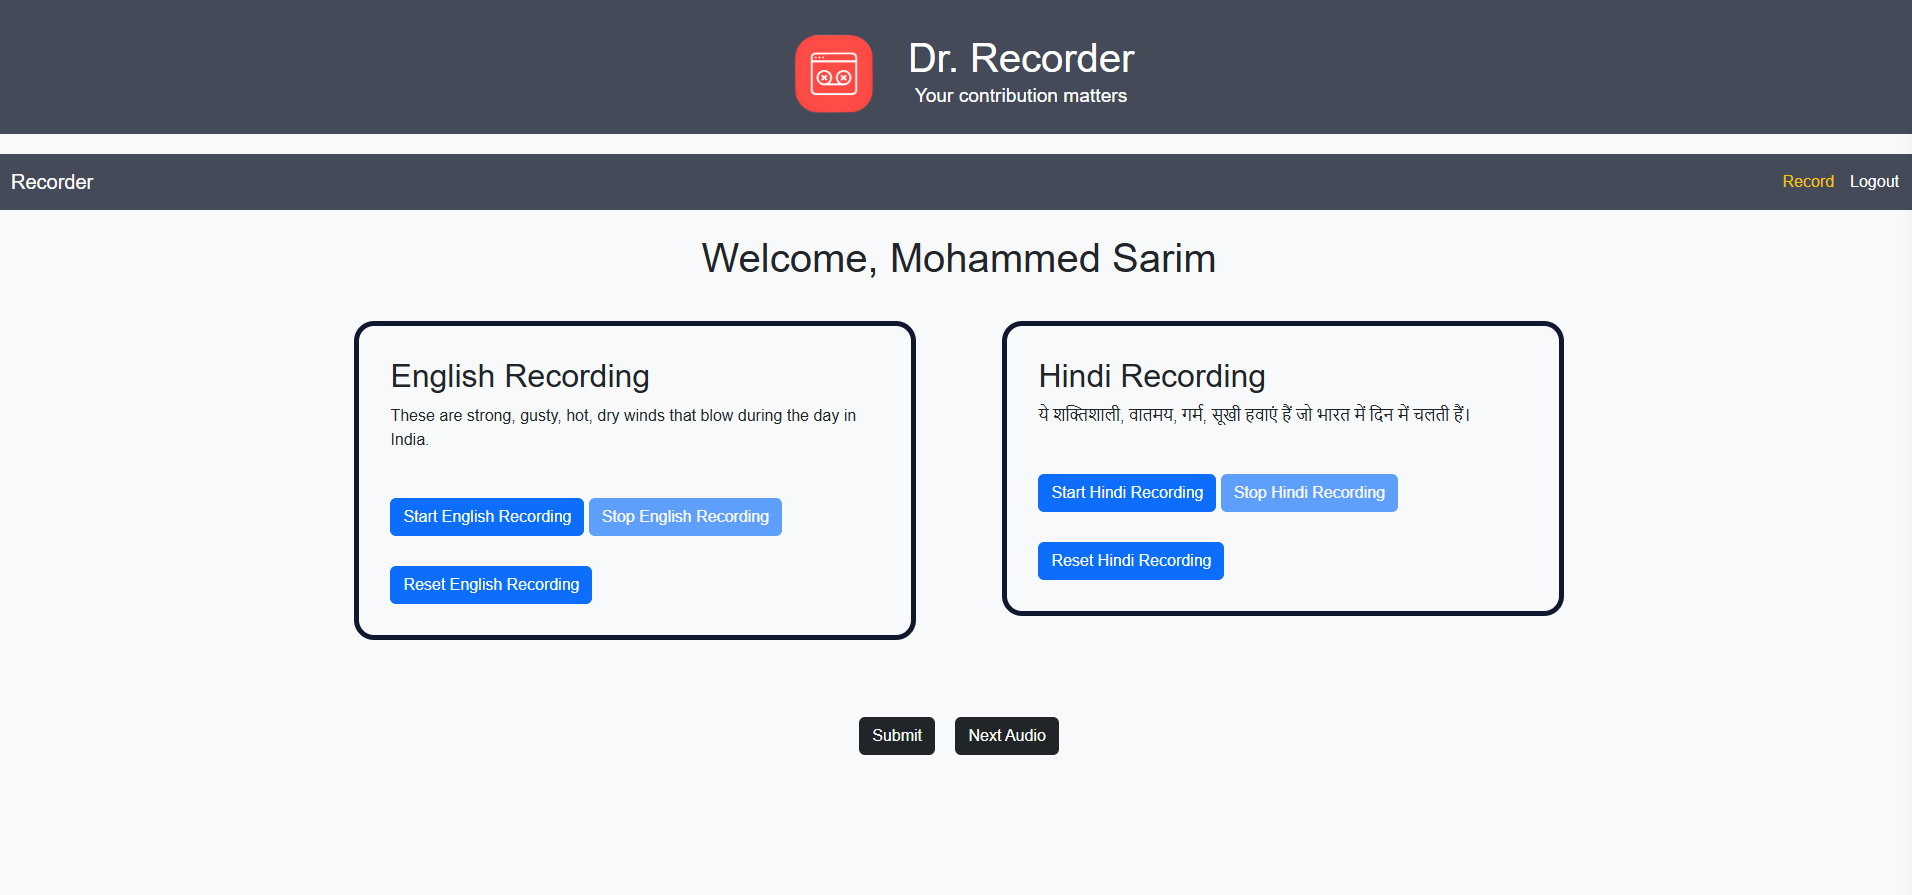 Dr. Recorder
Your contribution matters
Recorder
Record
Logout
Welcome, Mohammed Sarim
English Recording
These are strong, gusty, hot, dry winds that blow during the day in
India.
Start English Recording
Stop English Recording
Reset English Recording
Hindi Recording
ये शक्तिशाली, वातमय, गर्म, सूखी हवाएं हैं जो भारत में दिन में चलती हैं।
Start Hindi Recording
Stop Hindi Recording
Reset Hindi Recording
Submit
Next Audio